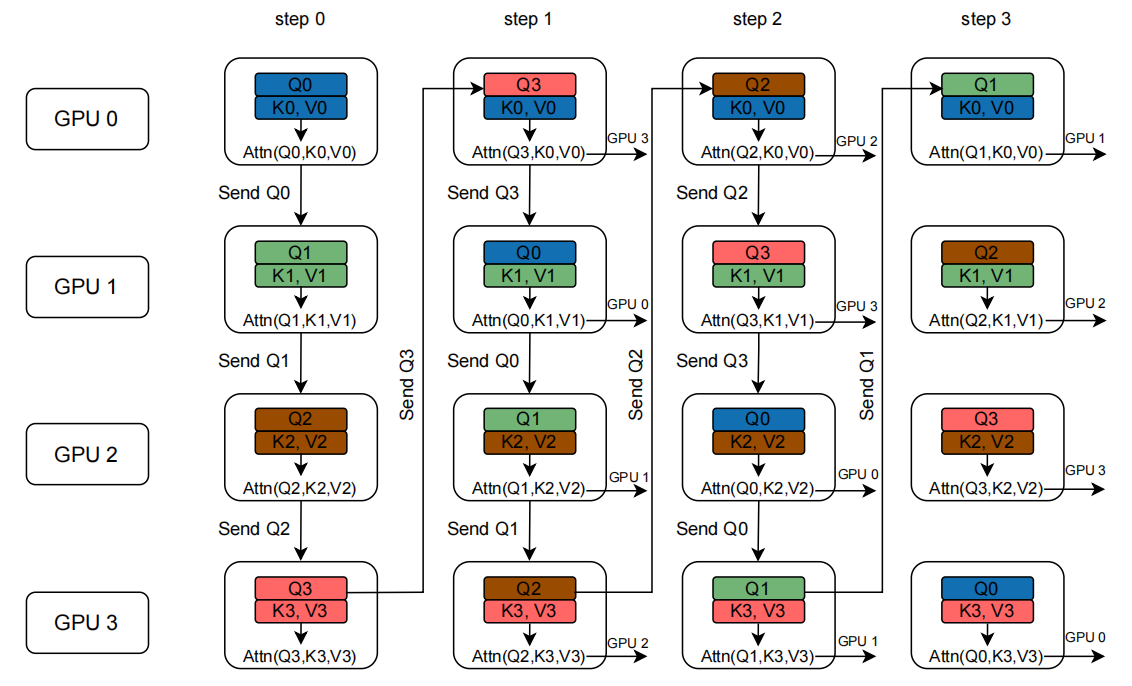 step 0
step 1
step 2
step 3
GPU 0
Q0
K0, V0
Attn(Q0,K0,V0)
Q3
K0, V0
Attn(Q3,K0,V0)
GPU 3
Q2
K0, V0
Attn(Q2,K0,V0)
GPU 2
Q1
K0, V0
Attn(Q1,K0,V0)
GPU 1
Send Q0
Send Q3
Send Q2
GPU 1
Q1
K1, V1
Attn(Q1,K1,V1)
Q0
K1, V1
Attn(Q0,K1,V1)
GPU 0
Q3
K1, V1
Attn(Q3,K1,V1)
GPU 3
Q2
K1, V1
Attn(Q2,K1,V1)
GPU 2
Send Q1
Send Q3
Send Q0
Send Q2
Send Q3
Send Q1
GPU 2
Q2
K2, V2
Attn(Q2,K2,V2)
Q1
K2, V2
Attn(Q1,K2,V2)
GPU 1
Q0
K2, V2
Attn(Q0,K2,V2)
GPU 0
Q3
K2, V2
Attn(Q3,K2,V2)
GPU 3
Send Q2
Send Q1
Send Q0
GPU 3
Q3
K3, V3
Attn(Q3,K3,V3)
Q2
K3, V3
Attn(Q2,K3,V3)
GPU 2
Q1
K3, V3
Attn(Q1,K3,V3)
GPU 1
Q0
K3, V3
Attn(Q0,K3,V3)
GPU 0